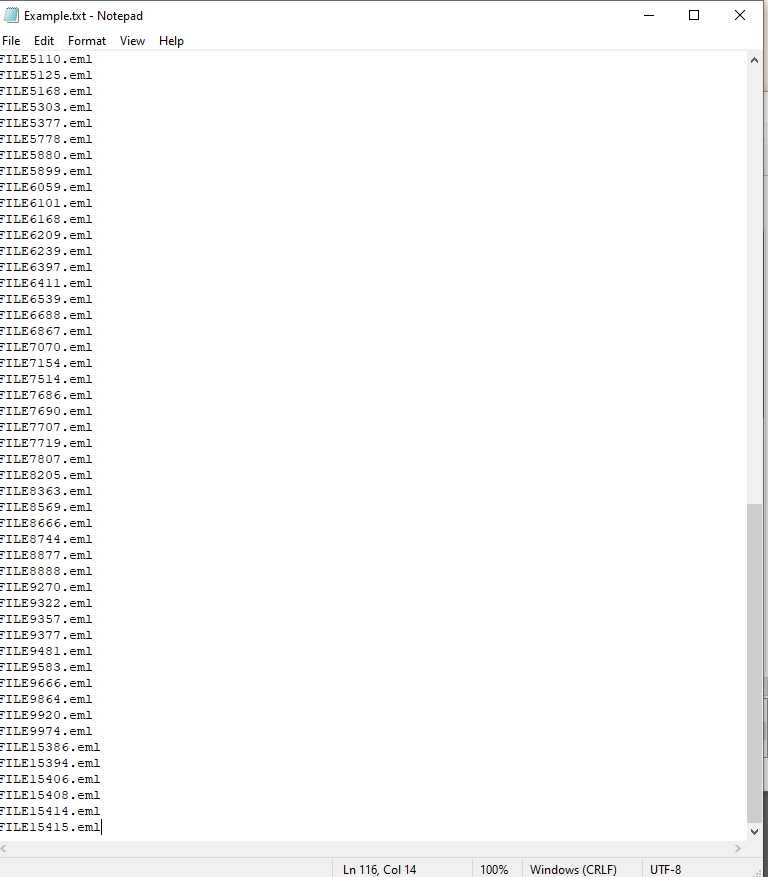 Example.txt - Notepad
File Edit Format View Help
FILE5110.eml
FILE5125.eml
FILE5168.eml
FILE5303.eml
FILE5377.eml
FILE5778.eml
FILE5880.eml
FILE5899.eml
FILE6059.eml
FILE6101.eml
FILE6168.eml
FILE6209.eml
FILE6239.eml
FILE6397.eml
FILE6411.eml
FILE6539.eml
FILE6688.eml
FILE6867.eml
FILE7070.eml
FILE7154.eml
FILE7514.eml
FILE7686.eml
FILE7690.eml
FILE7707.eml
FILE7719.eml
FILE7807.eml
FILE8205.eml
FILE8363.eml
FILE8569.eml
FILE8666.eml
FILE8744.eml
FILE8877.eml
FILE8888.eml
FILE9270.eml
FILE9322.eml
FILE9357.eml
FILE9377.eml
FILE9481.eml
FILE9583.eml
FILE9666.eml
FILE9864.eml
FILE9920.eml
FILE9974.eml
FILE15386.eml
FILE15394.eml
FILE15406.eml
FILE15408.eml
FILE15414.eml
FILE15415.eml
Ln 116, Col 14 100% Windows (CRLF) UTF-8